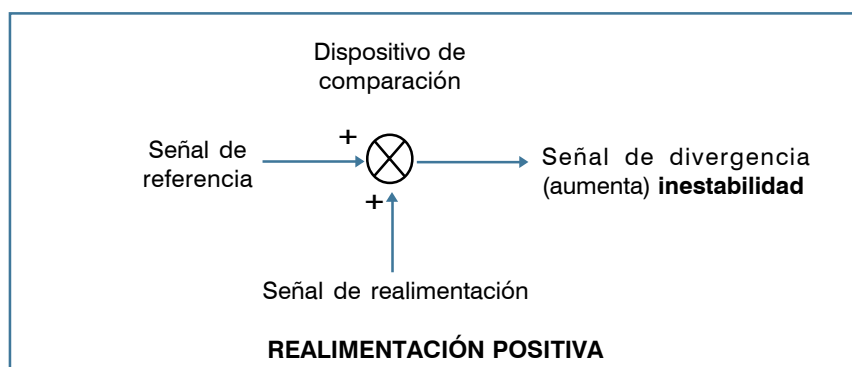 Dispositivo de
comparación
+
Señal de
referencia
Señal de divergencia
(aumenta) inestabilidad
+
Señal de realimentación
REALIMENTACIÓN POSITIVA